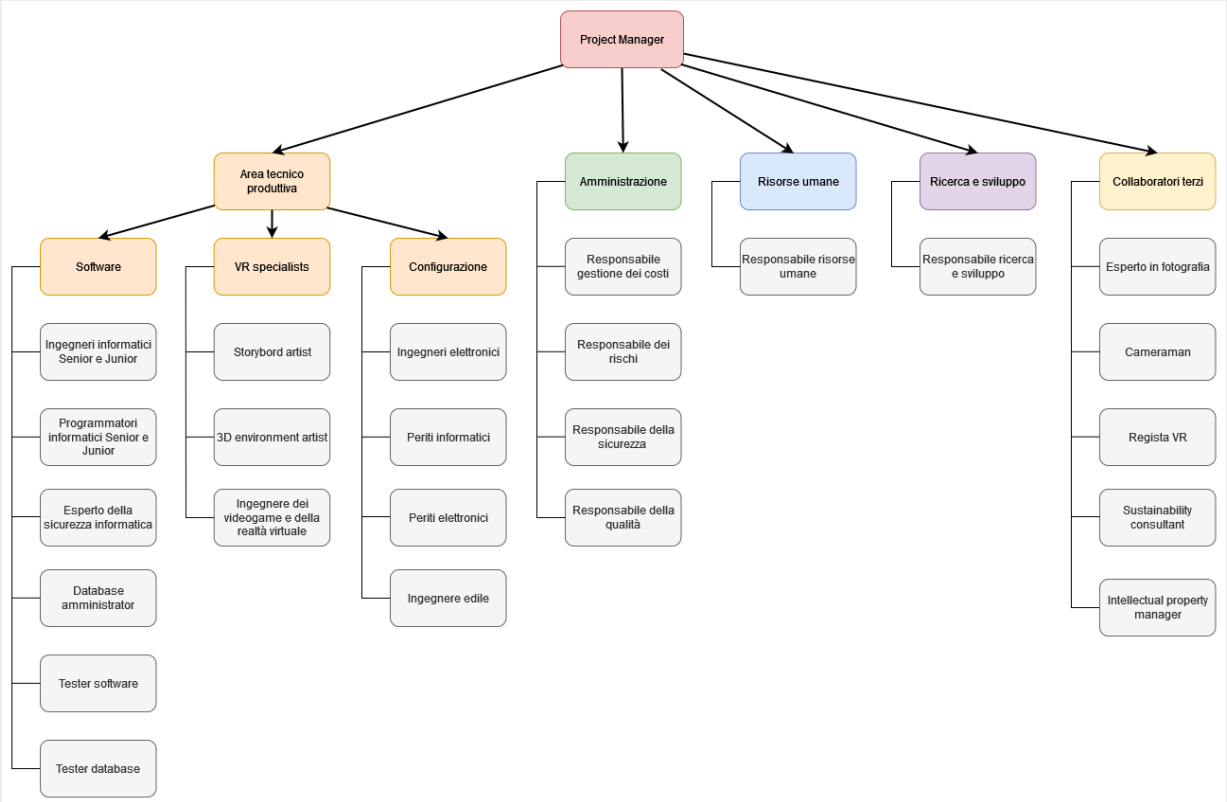 Project Manager
Area tecnico
produttiva
Amministrazione
Risorse umane
Ricerca e sviluppo
Collaboratori terzi
Software
VR specialists
Configurazione
Responsabile
gestione dei costi
Responsabile risorse
umane
Responsabile ricerca
e sviluppo
Esperto in fotografia
Ingegneri informatici
Senior e Junior
Storybord artist
Ingegneri elettronici
Responsabile dei
rischi
Cameraman
Programmatori
informatici Senior e
Junior
3D environment artist
Periti informatici
Responsabile della
sicurezza
Regista VR
Esperto della
sicurezza informatica
Ingegnere dei
videogame e della
realtà virtuale
Periti elettronici
Responsabile della
qualità
Sustainability
consultant
Database
amministrator
Ingegnere edile
Intellectual property
manager
Tester software
Tester database